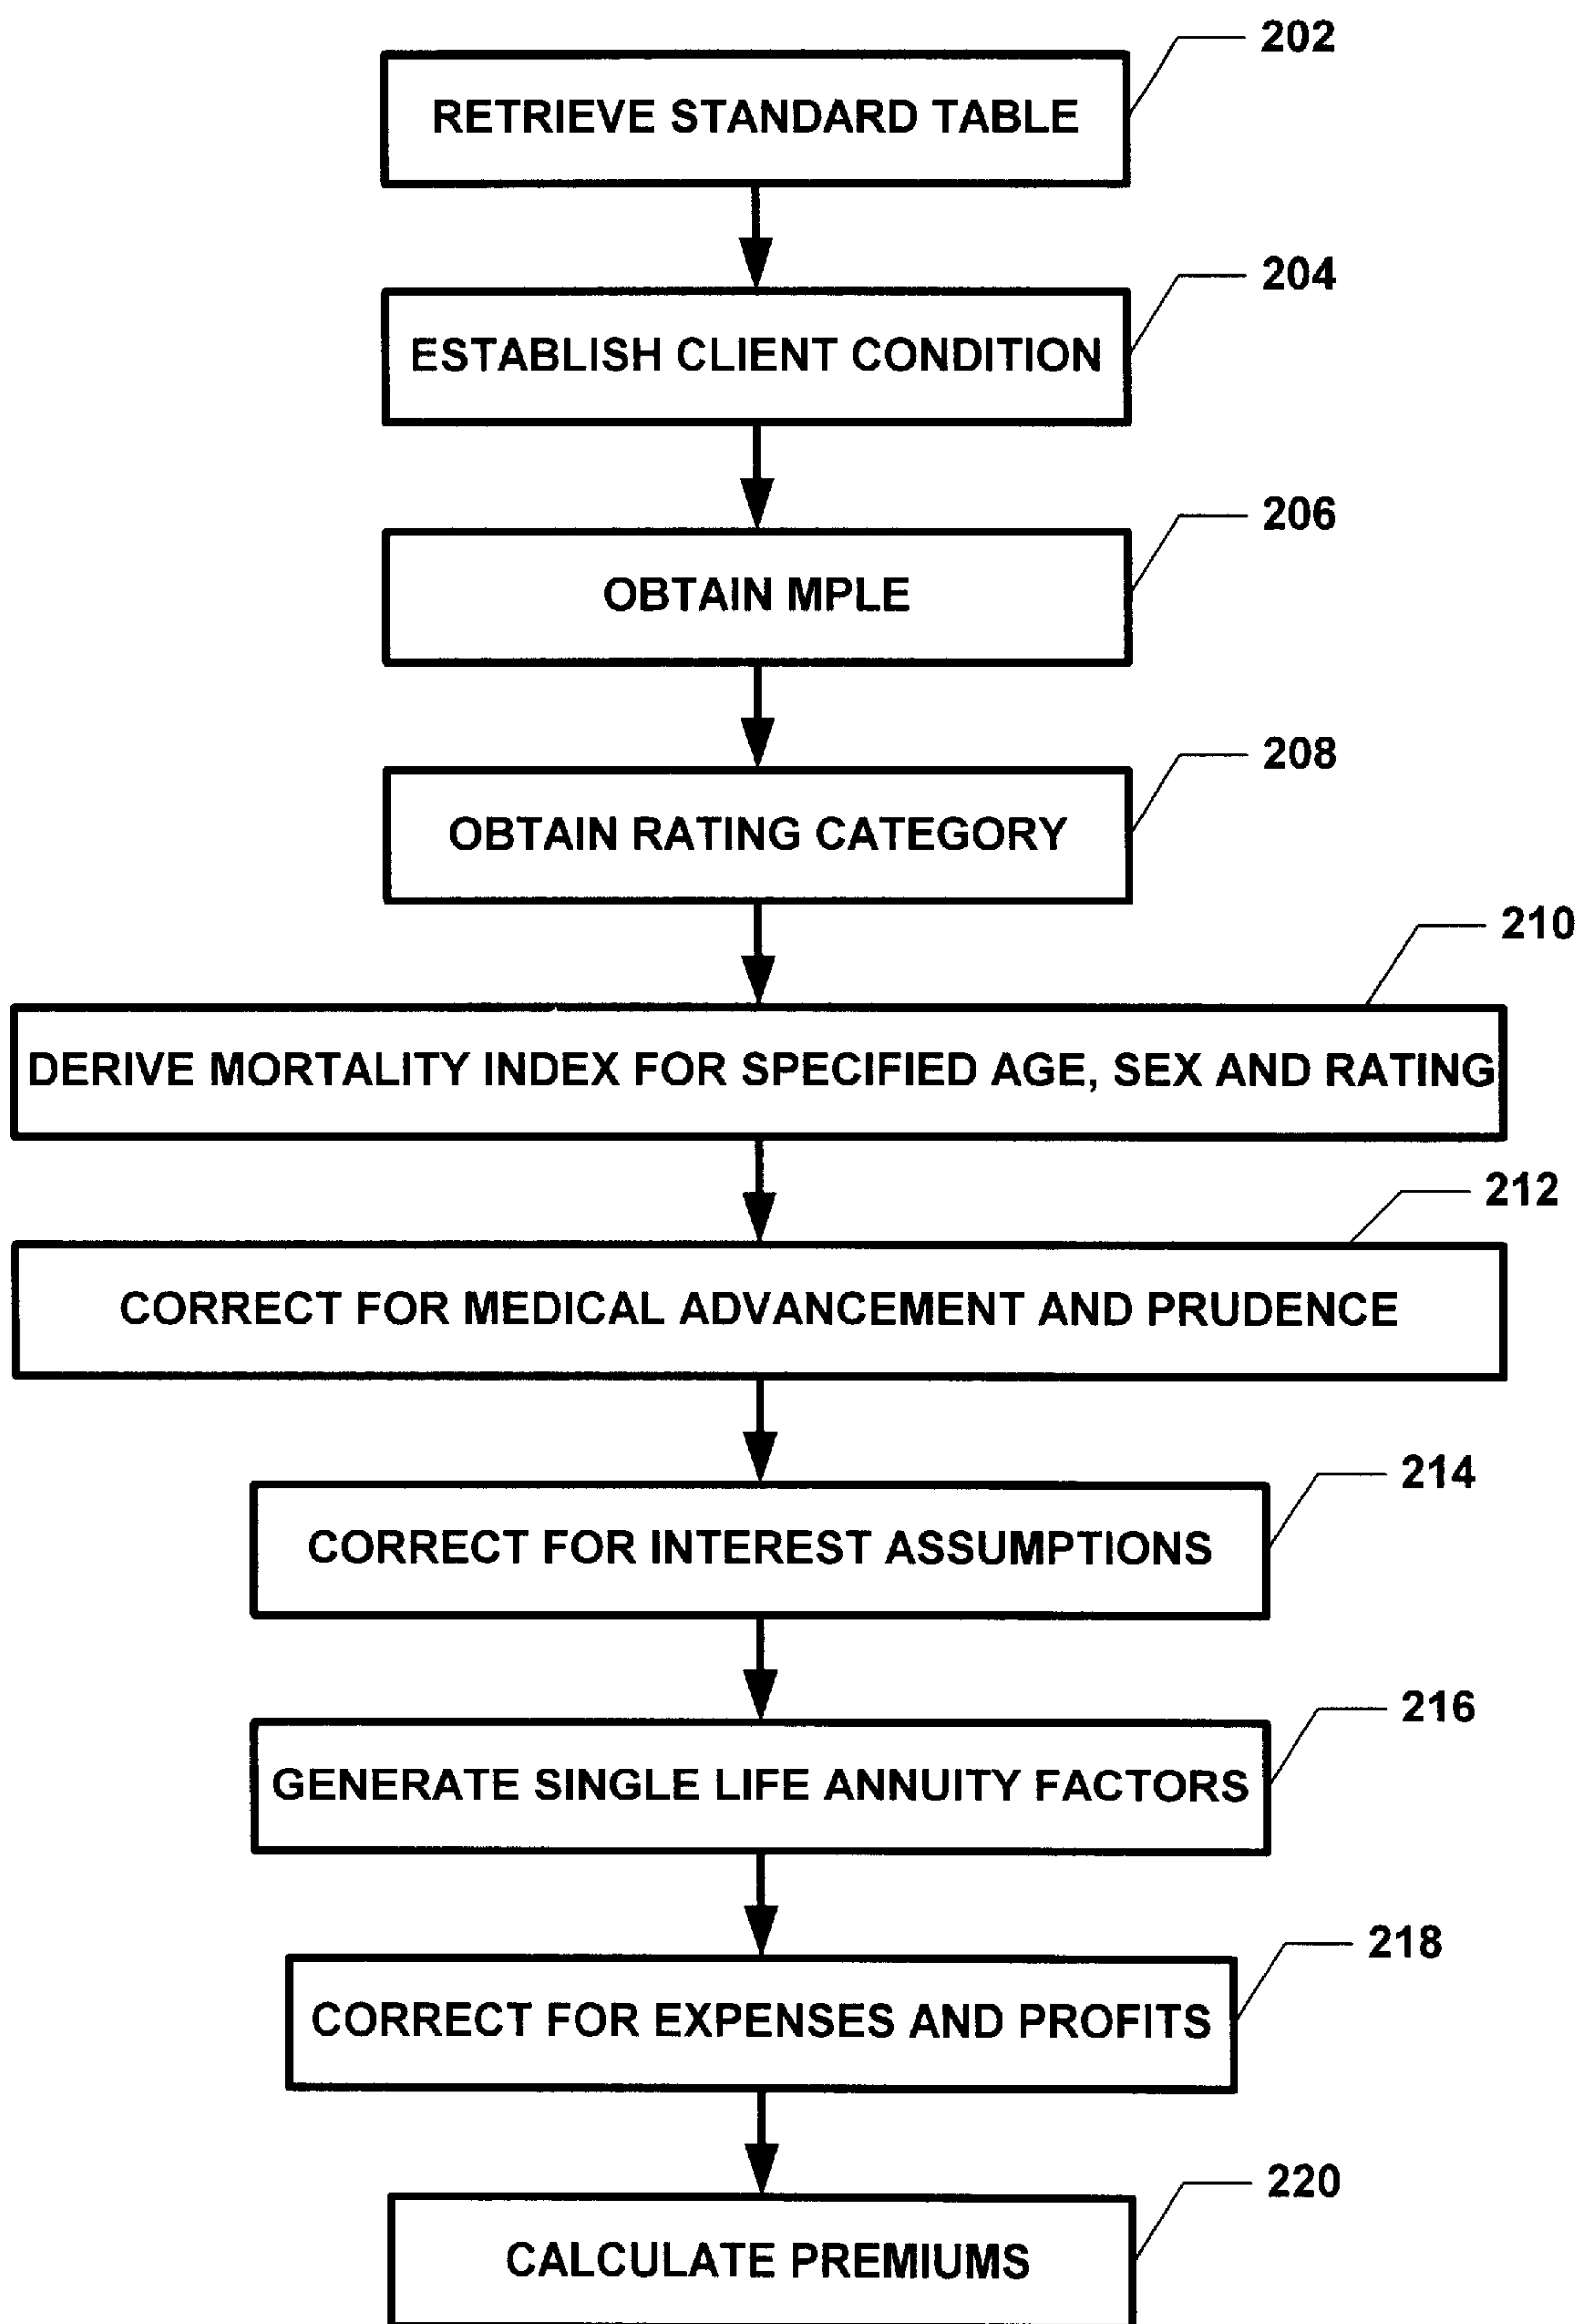 202
RETRIEVE STANDARD TABLE
204
ESTABLISH CLIENT CONDITION
206
OBTAIN MPLE
208
OBTAIN RATING CATEGORY
210
DERIVE MORTALITY INDEX FOR SPECIFIED AGE, SEX AND RATING
212
CORRECT FOR MEDICAL ADVANCEMENT AND PRUDENCE
214
CORRECT FOR INTEREST ASSUMPTIONS
216
GENERATE SINGLE LIFE ANNUITY FACTORS
218
CORRECT FOR EXPENSES AND PROFITS
220
CALCULATE PREMIUMS